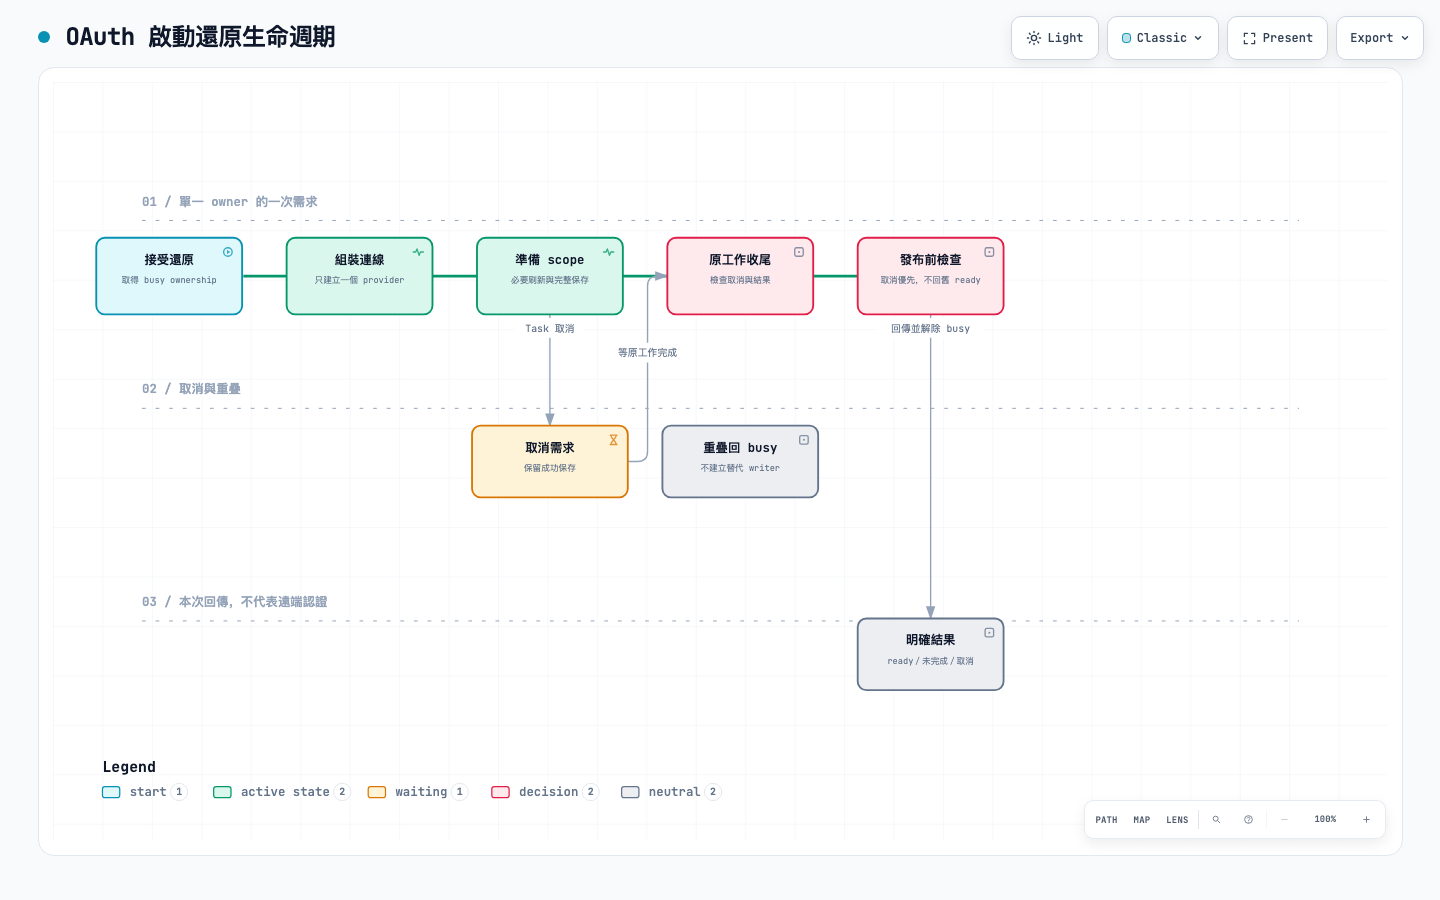 OAuth 啟動還原生命週期
Light
Classic
Present
Export
01 / 單一 owner 的一次需求
接受還原
取得 busy ownership
組裝連線
只建立一個 provider
準備 scope
必要刷新與完整保存
原工作收尾
檢查取消與結果
發布前檢查
取消優先，不回舊 ready
Task 取消
等原工作完成
回傳並解除 busy
02 / 取消與重疊
取消需求
保留成功保存
重疊回 busy
不建立替代 writer
03 / 本次回傳，不代表遠端認證
明確結果
ready / 未完成 / 取消
Legend
start 1
active state 2
waiting 1
decision 2
neutral 2
PATH
MAP
LENS
100%